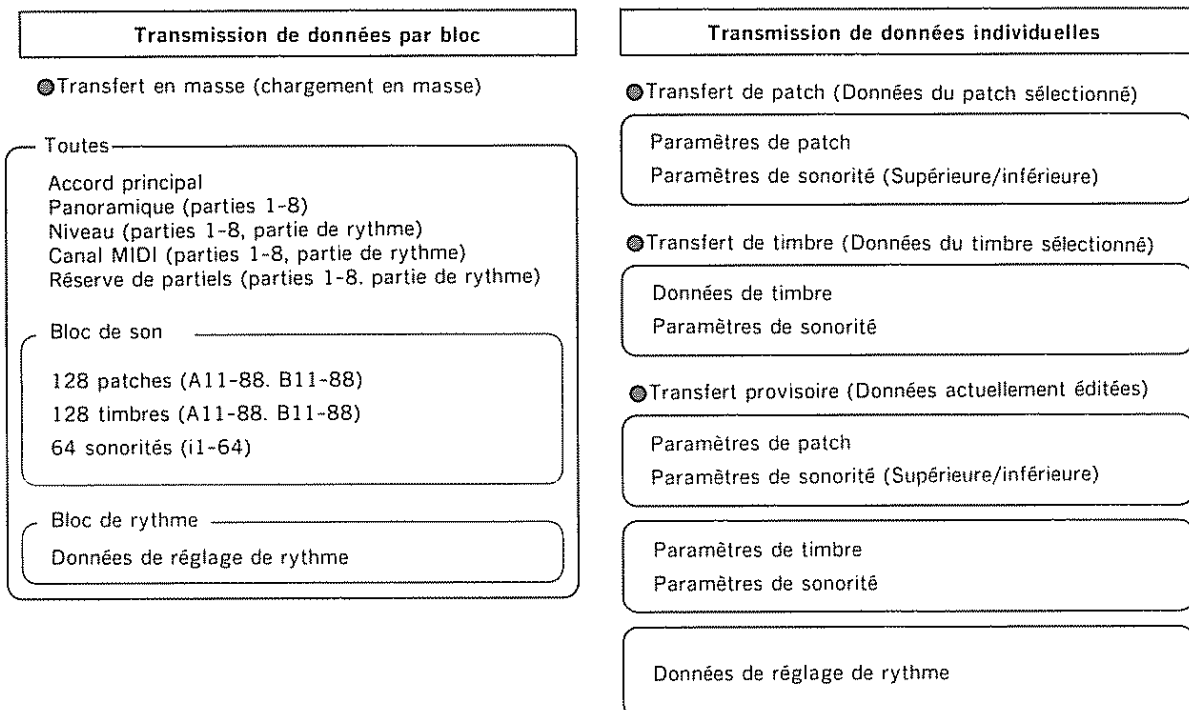 Transmission de données par bloc
●Transfert en masse (chargement en masse)
Toutes
Accord principal
Panoramique (parties 1-8)
Niveau (parties 1-8, partie de rythme)
Canal MIDI (parties 1-8, partie de rythme)
Réserve de partiels (parties 1-8. partie de rythme)
Bloc de son
128 patches (A11-88. B11-88)
128 timbres (A11-88. B11-88)
64 sonorités (i1-64)
Bloc de rythme
Données de réglage de rythme
Transmission de données individuelles
●Transfert de patch (Données du patch sélectionné)
Paramètres de patch
Paramètres de sonorité (Supérieure/inférieure)
●Transfert de timbre (Données du timbre sélectionné)
Données de timbre
Paramètres de sonorité
●Transfert provisoire (Données actuellement éditées)
Paramètres de patch
Paramètres de sonorité (Supérieure/inférieure)
Paramètres de timbre
Paramètres de sonorité
Données de réglage de rythme